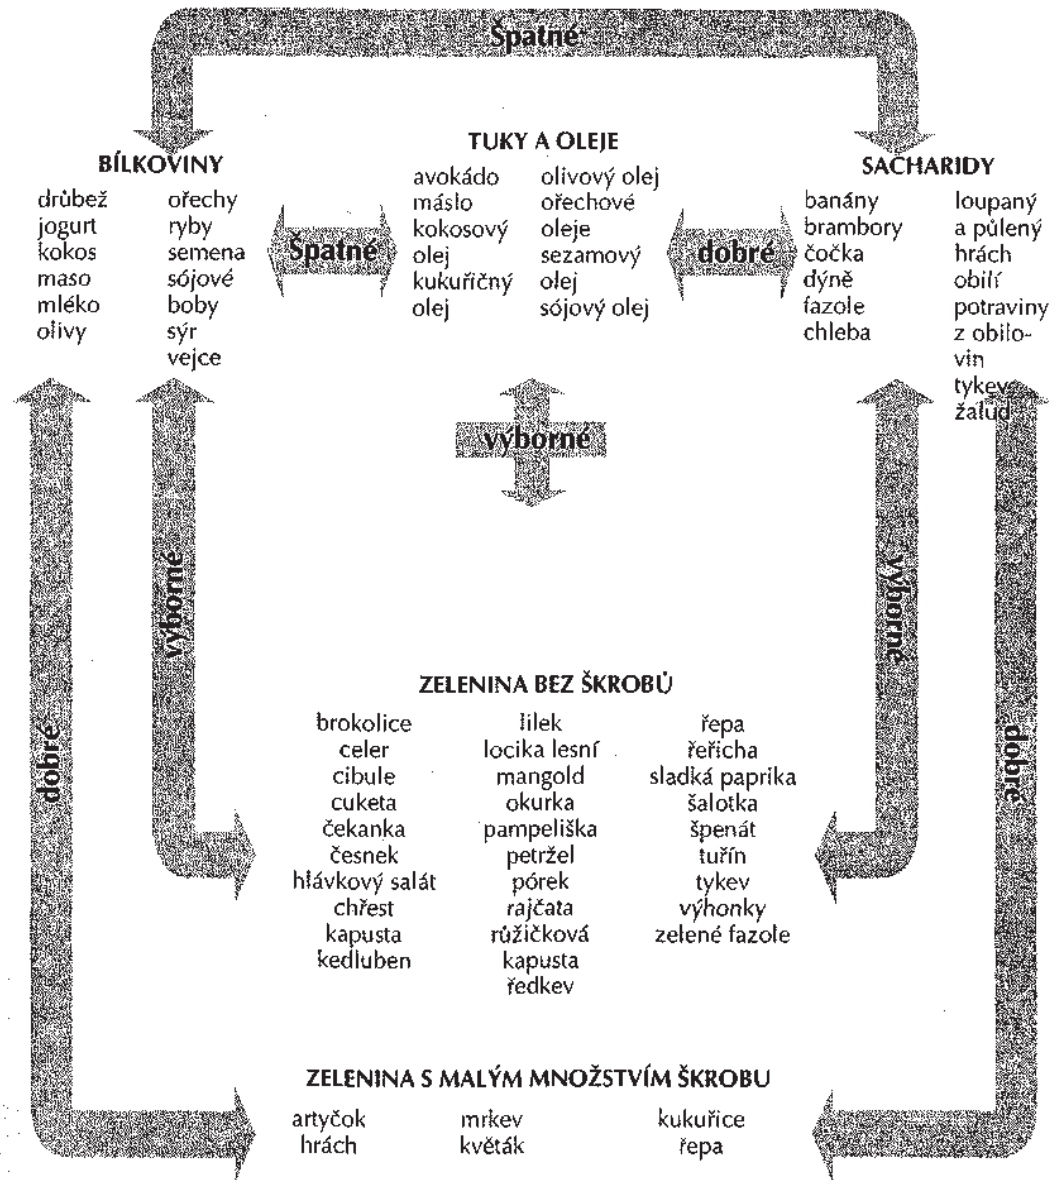 Špatné
BÍLKOVINY
drůbež
jogurt
kokos
maso
mléko
olivy
ořechy
ryby
semena
sójové
boby
sýr
vejce
Špatné
TUKY A OLEJE
avokádo
máslo
kokosový
olej
kukuřičný
olej
olivový olej
ořechové
oleje
sezamový
olej
sójový olej
dobré
SACHARIDY
banány
brambory
čočka
dýně
fazole
chleba
loupaný
a půlený
hrách
obilí
potraviny
z obilo-
vin
tykev
žalud
výborné
výborné
výborné
dobré
dobré
ZELENINA BEZ ŠKROBŮ
brokolice
celer
cibule
cuketa
čekanka
česnek
hlávkový salát
chřest
kapusta
kedluben
lilek
locika lesní
mangold
okurka
pampeliška
petržel
pórek
rajčata
růžičková
kapusta
ředkev
řepa
řeřicha
sladká paprika
šalotka
špenát
tuřín
tykev
výhonky
zelené fazole
ZELENINA S MALÝM MNOŽSTVÍM ŠKROBU
artyčok
hrách
mrkev
květák
kukuřice
řepa